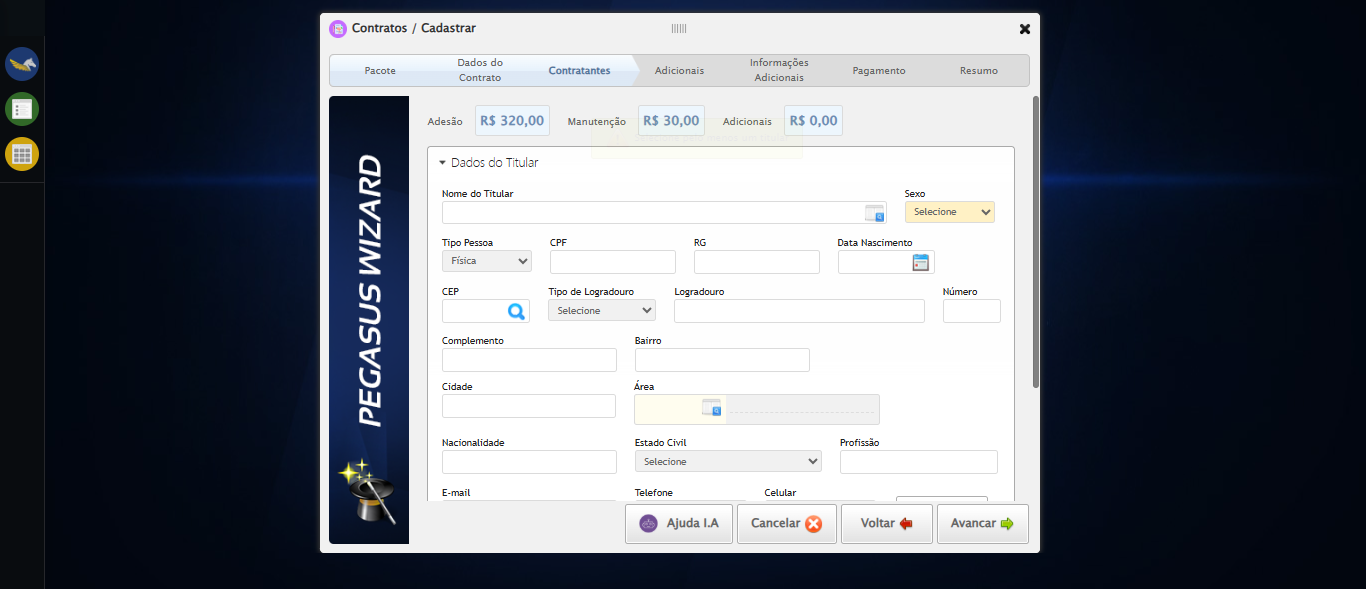 Contratos / Cadastrar
Pacote
Dados do
Contrato
Contratantes
Adicionais
Informações
Adicionais
Pagamento
Resumo
PEGASUS WIZARD
Adesão R$ 320,00 Manutenção R$ 30,00 Adicionais R$ 0,00
Dados do Titular
Nome do Titular Sexo
Selecione
Tipo Pessoa CPF RG Data Nascimento
Física
CEP Tipo de Logradouro Logradouro Número
Selecione
Complemento Bairro
Cidade Área
Nacionalidade Estado Civil Profissão
Selecione
E-mail Telefone Celular
Ajuda I.A Cancelar Voltar Avançar